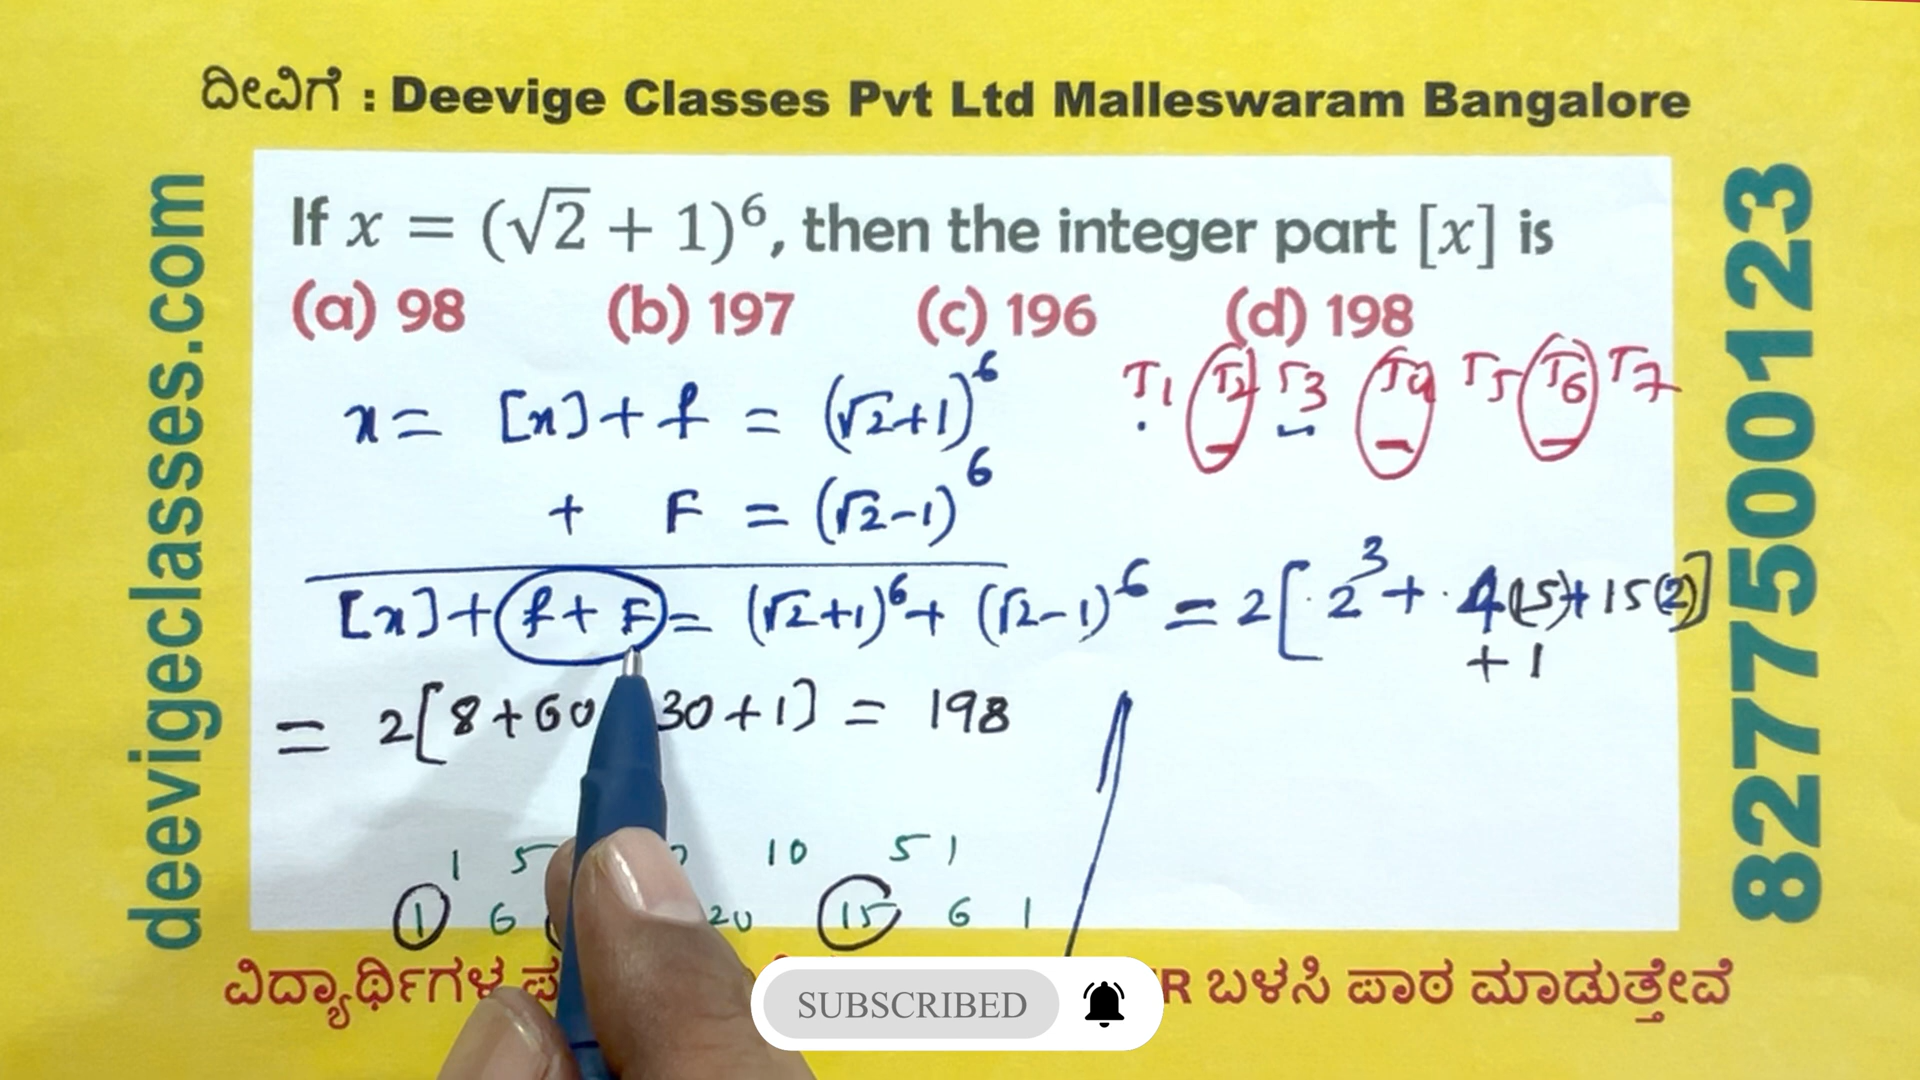 ದೀವಿಗೆ : Deevige Classes Pvt Ltd Malleswaram Bangalore
deevigeclasses.com
8277500123
If x = (√2 + 1)⁶, then the integer part [x] is
(a) 98 (b) 197 (c) 196 (d) 198
T1 T2 T3 T4 T5 T6 T7
x = [x] + f = (√2+1)⁶
+ F = (√2-1)⁶
[x] + f + F = (√2+1)⁶ + (√2-1)⁶ = 2[2³ + 4(15) + 15(2)]
+ 1
= 2[8+60 30+1] = 198
1 5 10 5 1
1 6 20 15 6 1
ವಿದ್ಯಾರ್ಥಿಗಳ R ಬಳಸಿ ಪಾಠ ಮಾಡುತ್ತೇವೆ
SUBSCRIBED